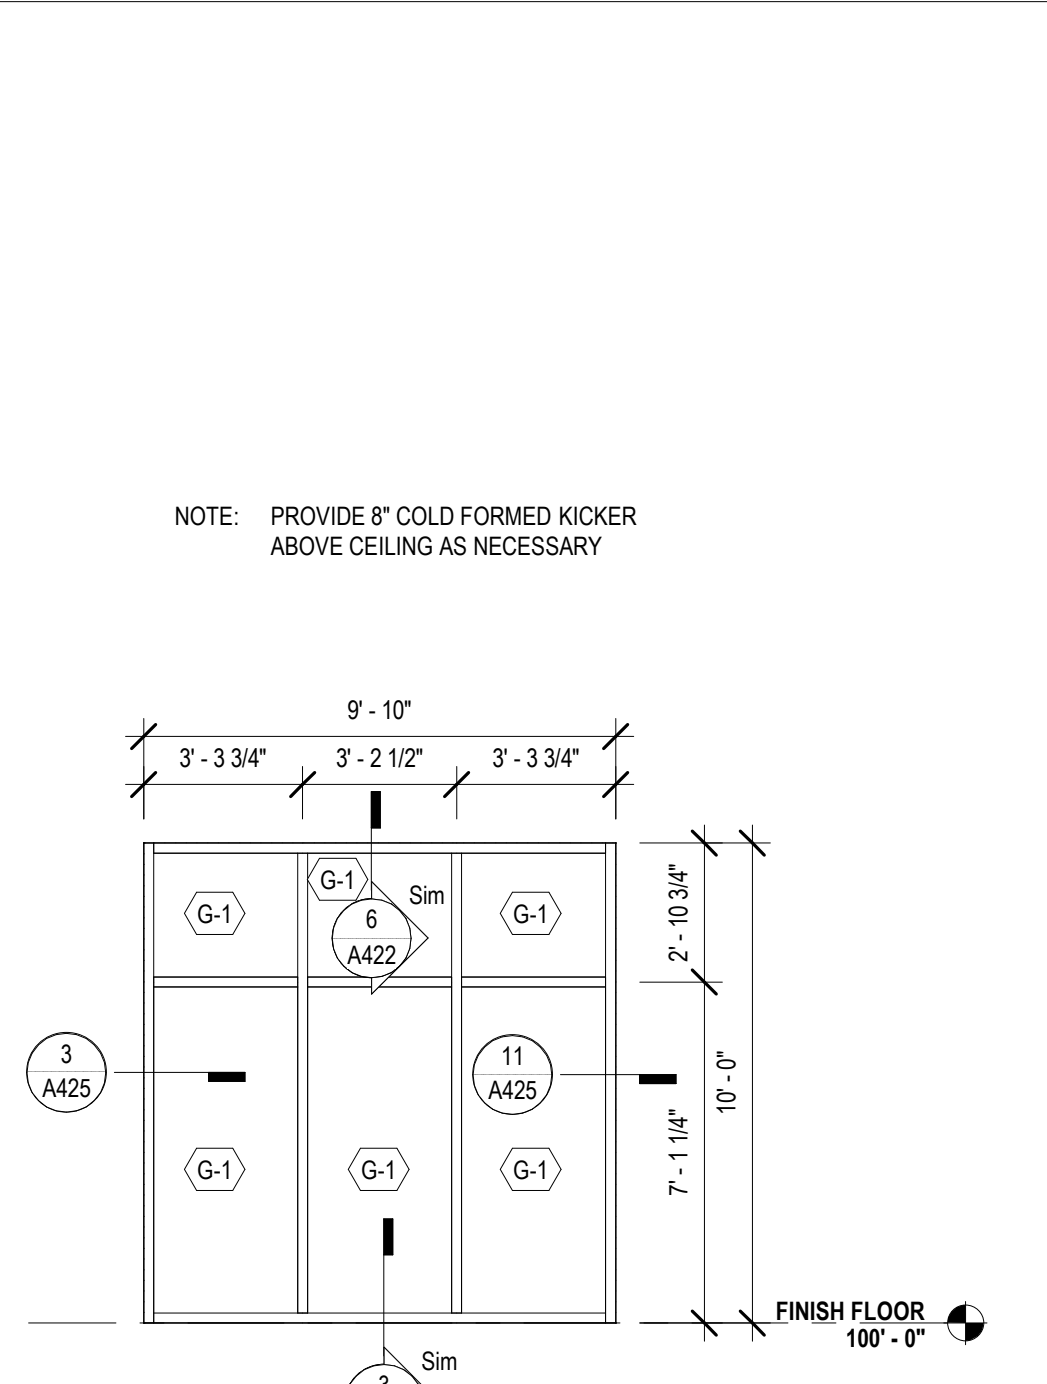 NOTE: PROVIDE 8" COLD FORMED KICKER
ABOVE CEILING AS NECESSARY
9' - 10"
3' - 3 3/4" 3' - 2 1/2" 3' - 3 3/4"
G-1
G-1
G-1
Sim
6
A422
2' - 10 3/4"
3
A425
11
A425
10' - 0"
7' - 1 1/4"
G-1
G-1
G-1
FINISH FLOOR
100' - 0"
Sim
3